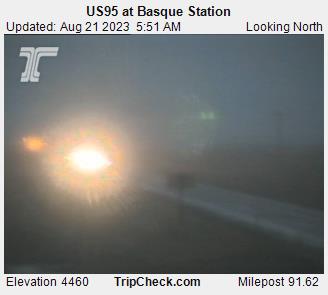 US95 at Basque Station
Updated: Aug 21 2023 5:51 AM Looking North
Elevation 4460 TripCheck.com Milepost 91.62